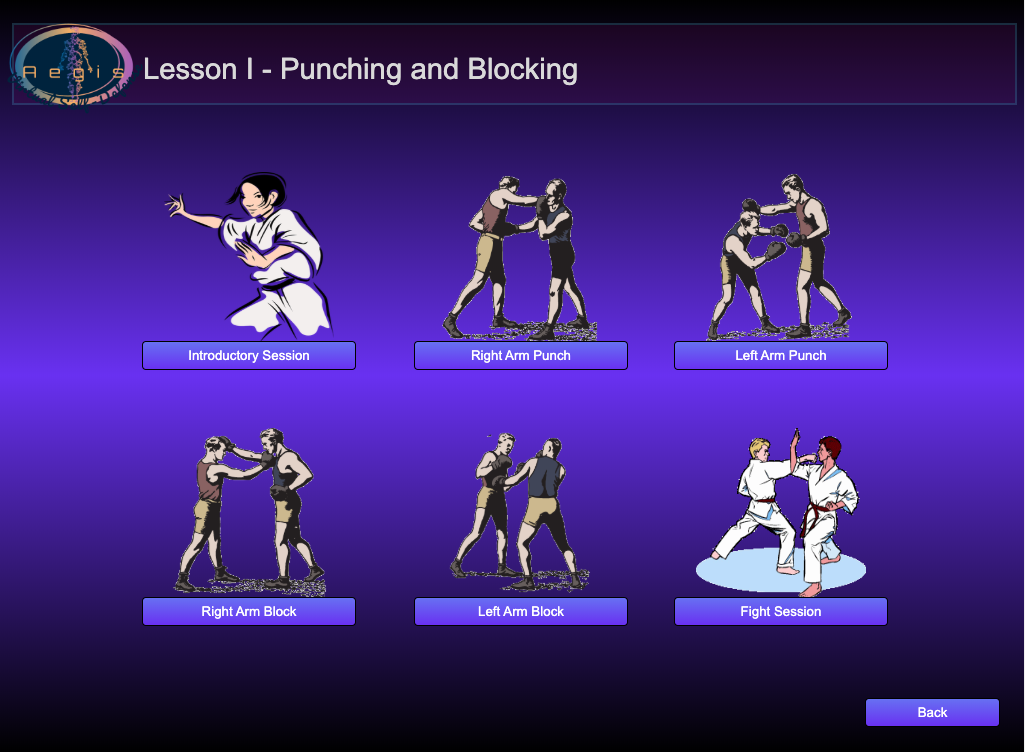 Aegis
Lesson I - Punching and Blocking
Introductory Session
Right Arm Punch
Left Arm Punch
Right Arm Block
Left Arm Block
Fight Session
Back